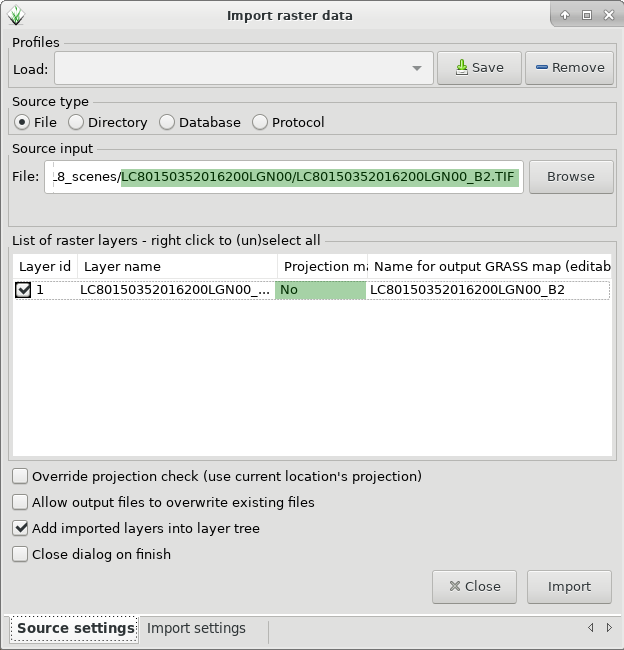 Import raster data
Profiles
Load:
Save
Remove
Source type
File Directory Database Protocol
Source input
File: L8_scenes/LC80150352016200LGN00/LC80150352016200LGN00_B2.TIF Browse
List of raster layers - right click to (un)select all
Layer id Layer name Projection ma Name for output GRASS map (editab
1 LC80150352016200LGN00_... No LC80150352016200LGN00_B2
Override projection check (use current location's projection)
Allow output files to overwrite existing files
Add imported layers into layer tree
Close dialog on finish
Close Import
Source settings Import settings